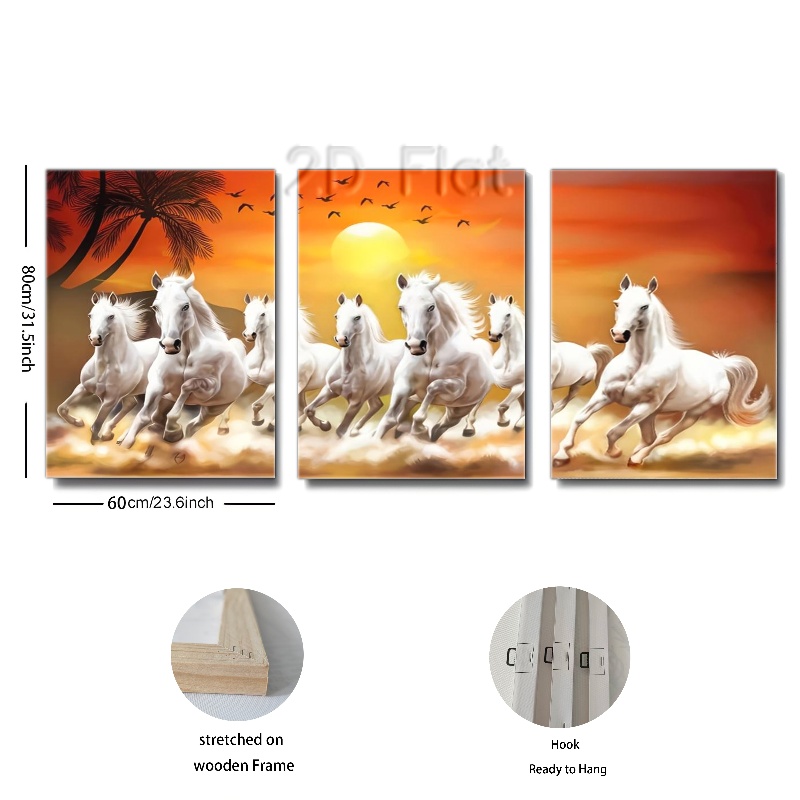 2D Flat
80cm/31.5inch
60cm/23.6inch
stretched on
wooden Frame
Hook
Ready to Hang